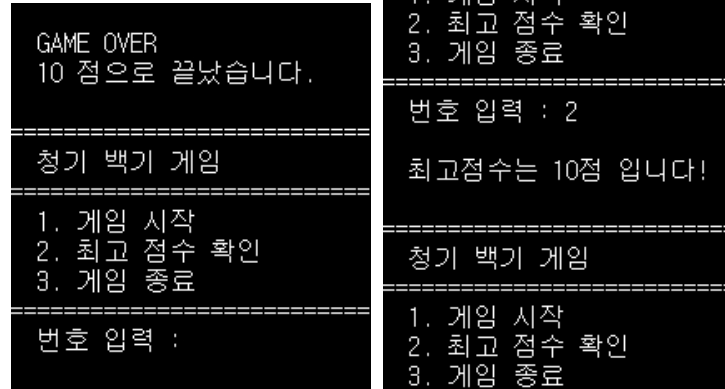 GAME OVER
10 점으로 끝났습니다.
========================
청기 백기 게임
========================
1. 게임 시작
2. 최고 점수 확인
3. 게임 종료
========================
번호 입력 :
2. 최고 점수 확인
3. 게임 종료
========================
번호 입력 : 2
최고점수는 10점 입니다!
========================
청기 백기 게임
========================
1. 게임 시작
2. 최고 점수 확인
3. 게임 종료